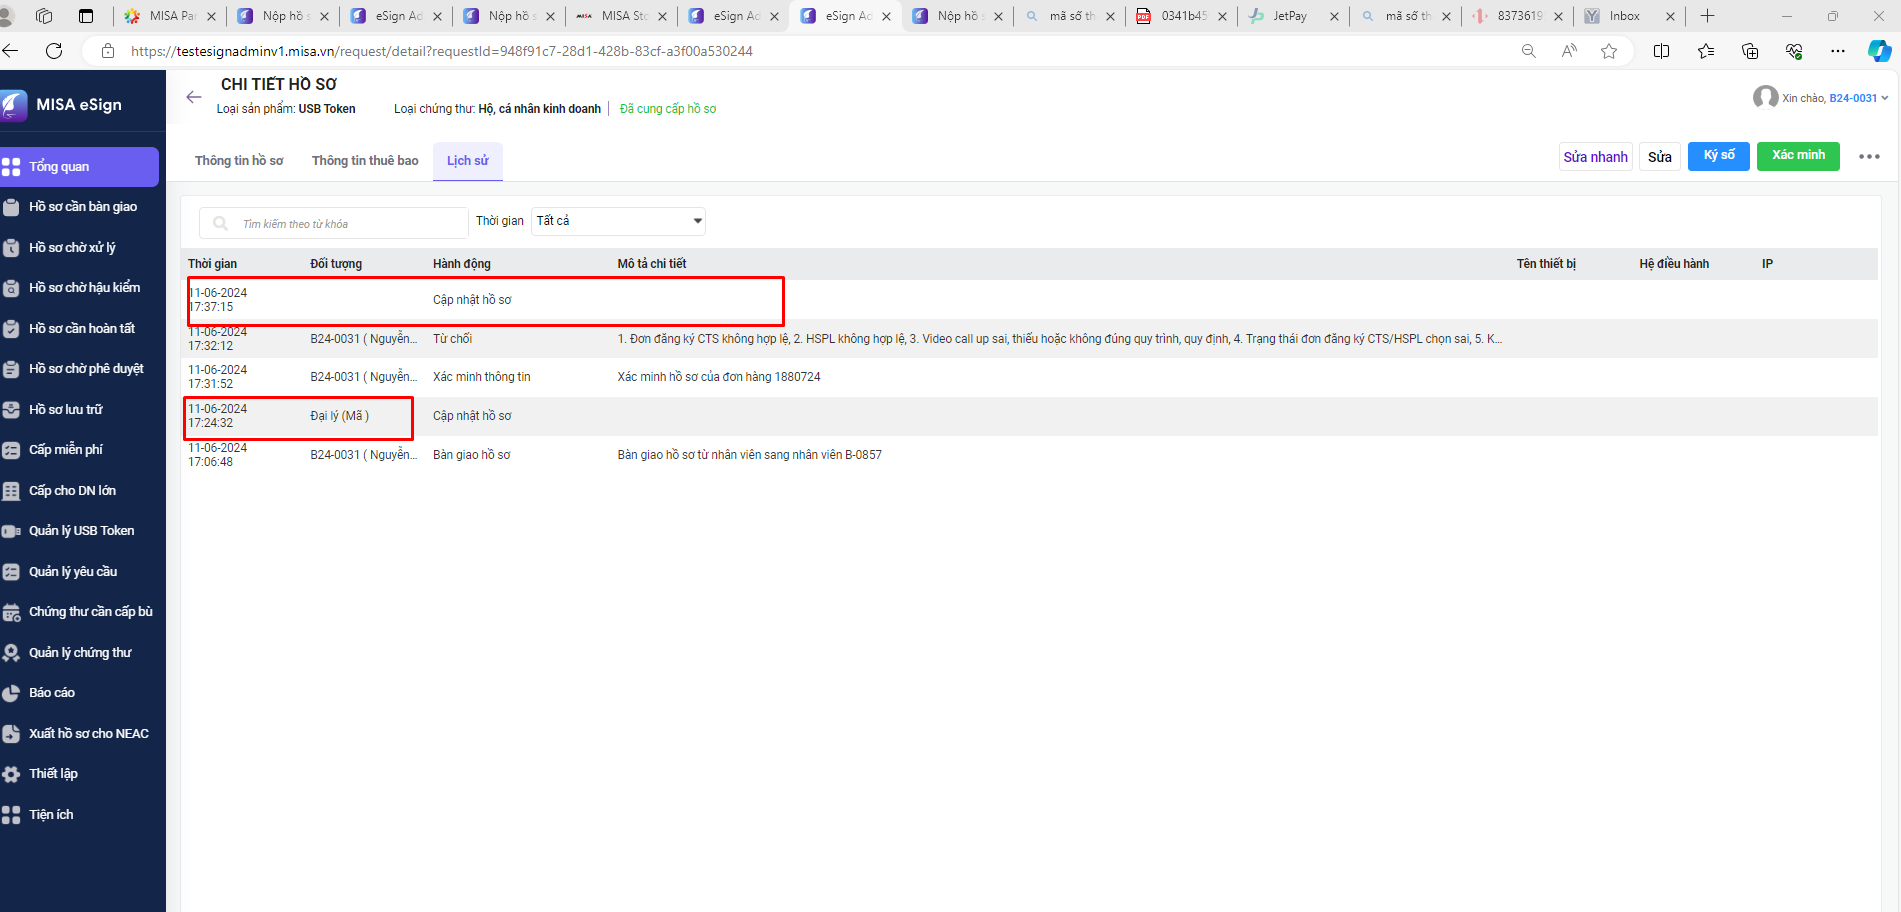 MISA Pa
Nộp hồ s
eSign Ad
Nộp hồ s
MISA Sto
eSign Ad
eSign Ad
Nộp hồ s
mã số th
0341b45
JetPay
mã số th
8373619
Inbox
https://testesignadminv1.misa.vn/request/detail?requestId=948f91c7-28d1-428b-83cf-a3f00a530244
MISA eSign
CHI TIẾT HỒ SƠ
Loại sản phẩm: USB Token
Loại chứng thư: Hộ, cá nhân kinh doanh
Đã cung cấp hồ sơ
Xin chào, B24-0031
Thông tin hồ sơ
Thông tin thuê bao
Lịch sử
Sửa nhanh
Sửa
Ký số
Xác minh
Tổng quan
Hồ sơ cần bàn giao
Hồ sơ chờ xử lý
Hồ sơ chờ hậu kiểm
Hồ sơ cần hoàn tất
Hồ sơ chờ phê duyệt
Hồ sơ lưu trữ
Cấp miễn phí
Cấp cho DN lớn
Quản lý USB Token
Quản lý yêu cầu
Chứng thư cần cấp bù
Quản lý chứng thư
Báo cáo
Xuất hồ sơ cho NEAC
Thiết lập
Tiện ích
Tìm kiếm theo từ khóa
Thời gian
Tất cả
Thời gian Đối tượng Hành động Mô tả chi tiết Tên thiết bị Hệ điều hành IP
11-06-2024
17:37:15
Cập nhật hồ sơ
11-06-2024
17:32:12
B24-0031 ( Nguyễn...
Từ chối
1. Đơn đăng ký CTS không hợp lệ, 2. HSPL không hợp lệ, 3. Video call up sai, thiếu hoặc không đúng quy trình, quy định, 4. Trạng thái đơn đăng ký CTS/HSPL chọn sai, 5. K...
11-06-2024
17:31:52
B24-0031 ( Nguyễn...
Xác minh thông tin
Xác minh hồ sơ của đơn hàng 1880724
11-06-2024
17:24:32
Đại lý (Mã )
Cập nhật hồ sơ
11-06-2024
17:06:48
B24-0031 ( Nguyễn...
Bàn giao hồ sơ
Bàn giao hồ sơ từ nhân viên sang nhân viên B-0857